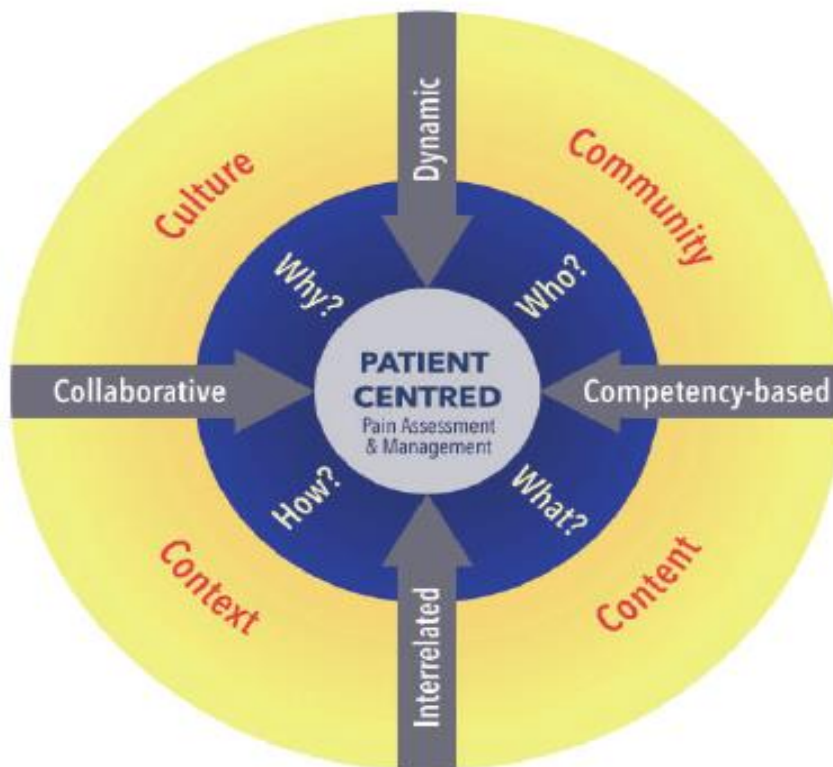 Dynamic
Culture
Community
Why?
Who?
Collaborative
PATIENT
CENTRED
Pain Assessment
& Management
Competency-based
How?
What?
Context
Content
Interrelated